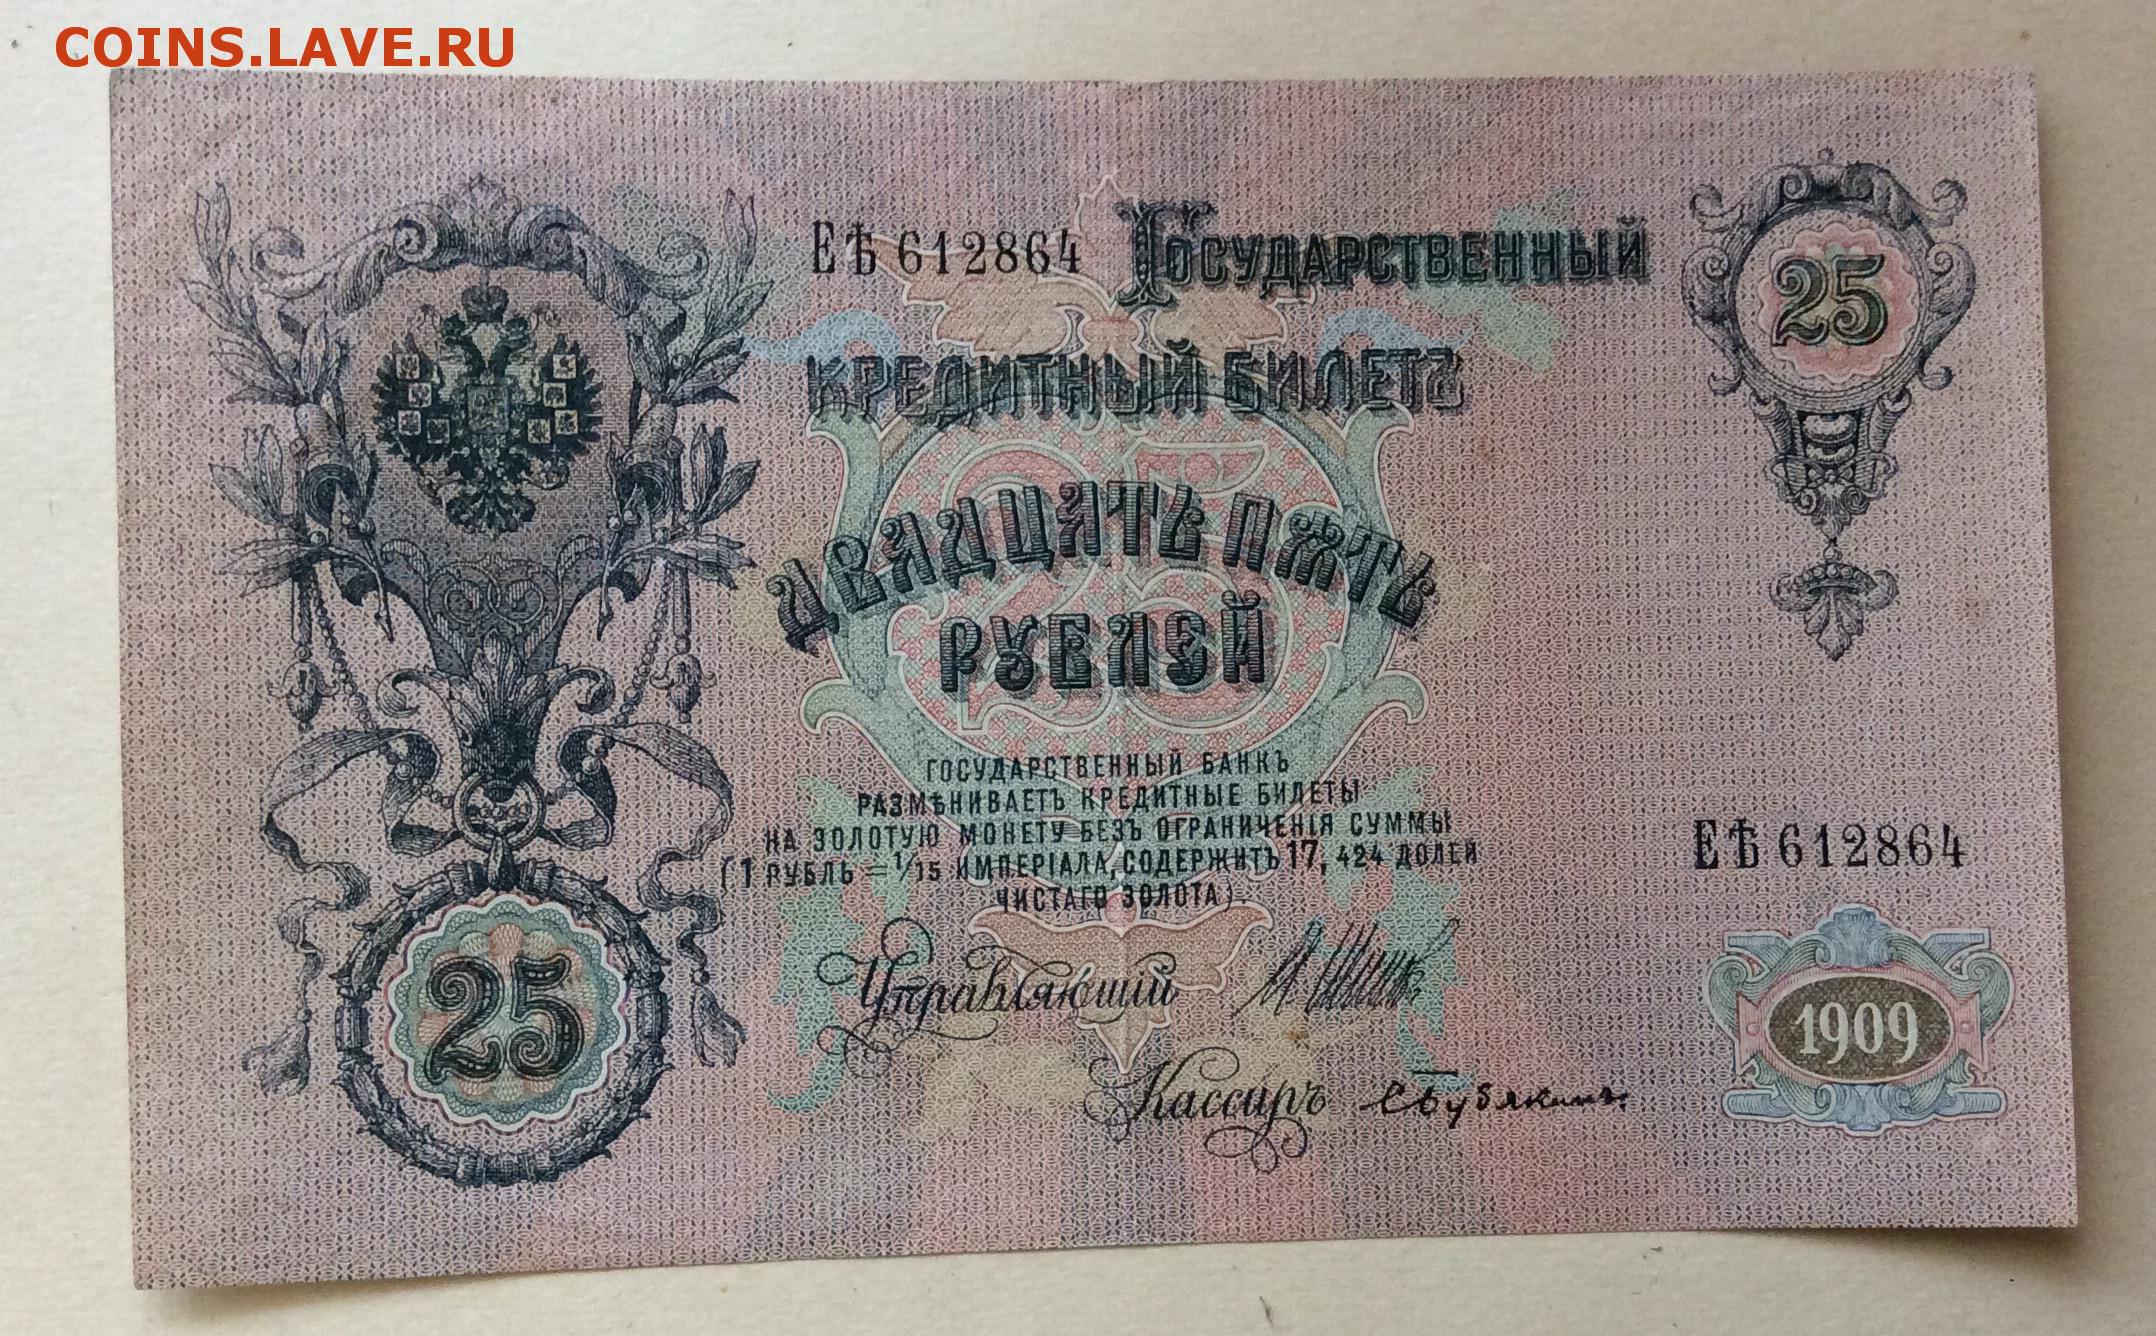 COINS.LAVE.RU
ЕѢ 612864 ГОСУДАРСТВЕННЫЙ
25
КРЕДИТНЫЙ БИЛЕТЪ
ДВАДЦАТЬ ПЯТЬ
РУБЛЕЙ
ГОСУДАРСТВЕННЫЙ БАНКЪ
РАЗМѢНИВАЕТЪ КРЕДИТНЫЕ БИЛЕТЫ
НА ЗОЛОТУЮ МОНЕТУ БЕЗЪ ОГРАНИЧЕНІЯ СУММЫ
(1 РУБЛЬ = 1/15 ИМПЕРІАЛА, СОДЕРЖИТЪ 17,424 ДОЛЕЙ
ЧИСТАГО ЗОЛОТА).
ЕѢ 612864
Управляющій
25
1909
Кассиръ